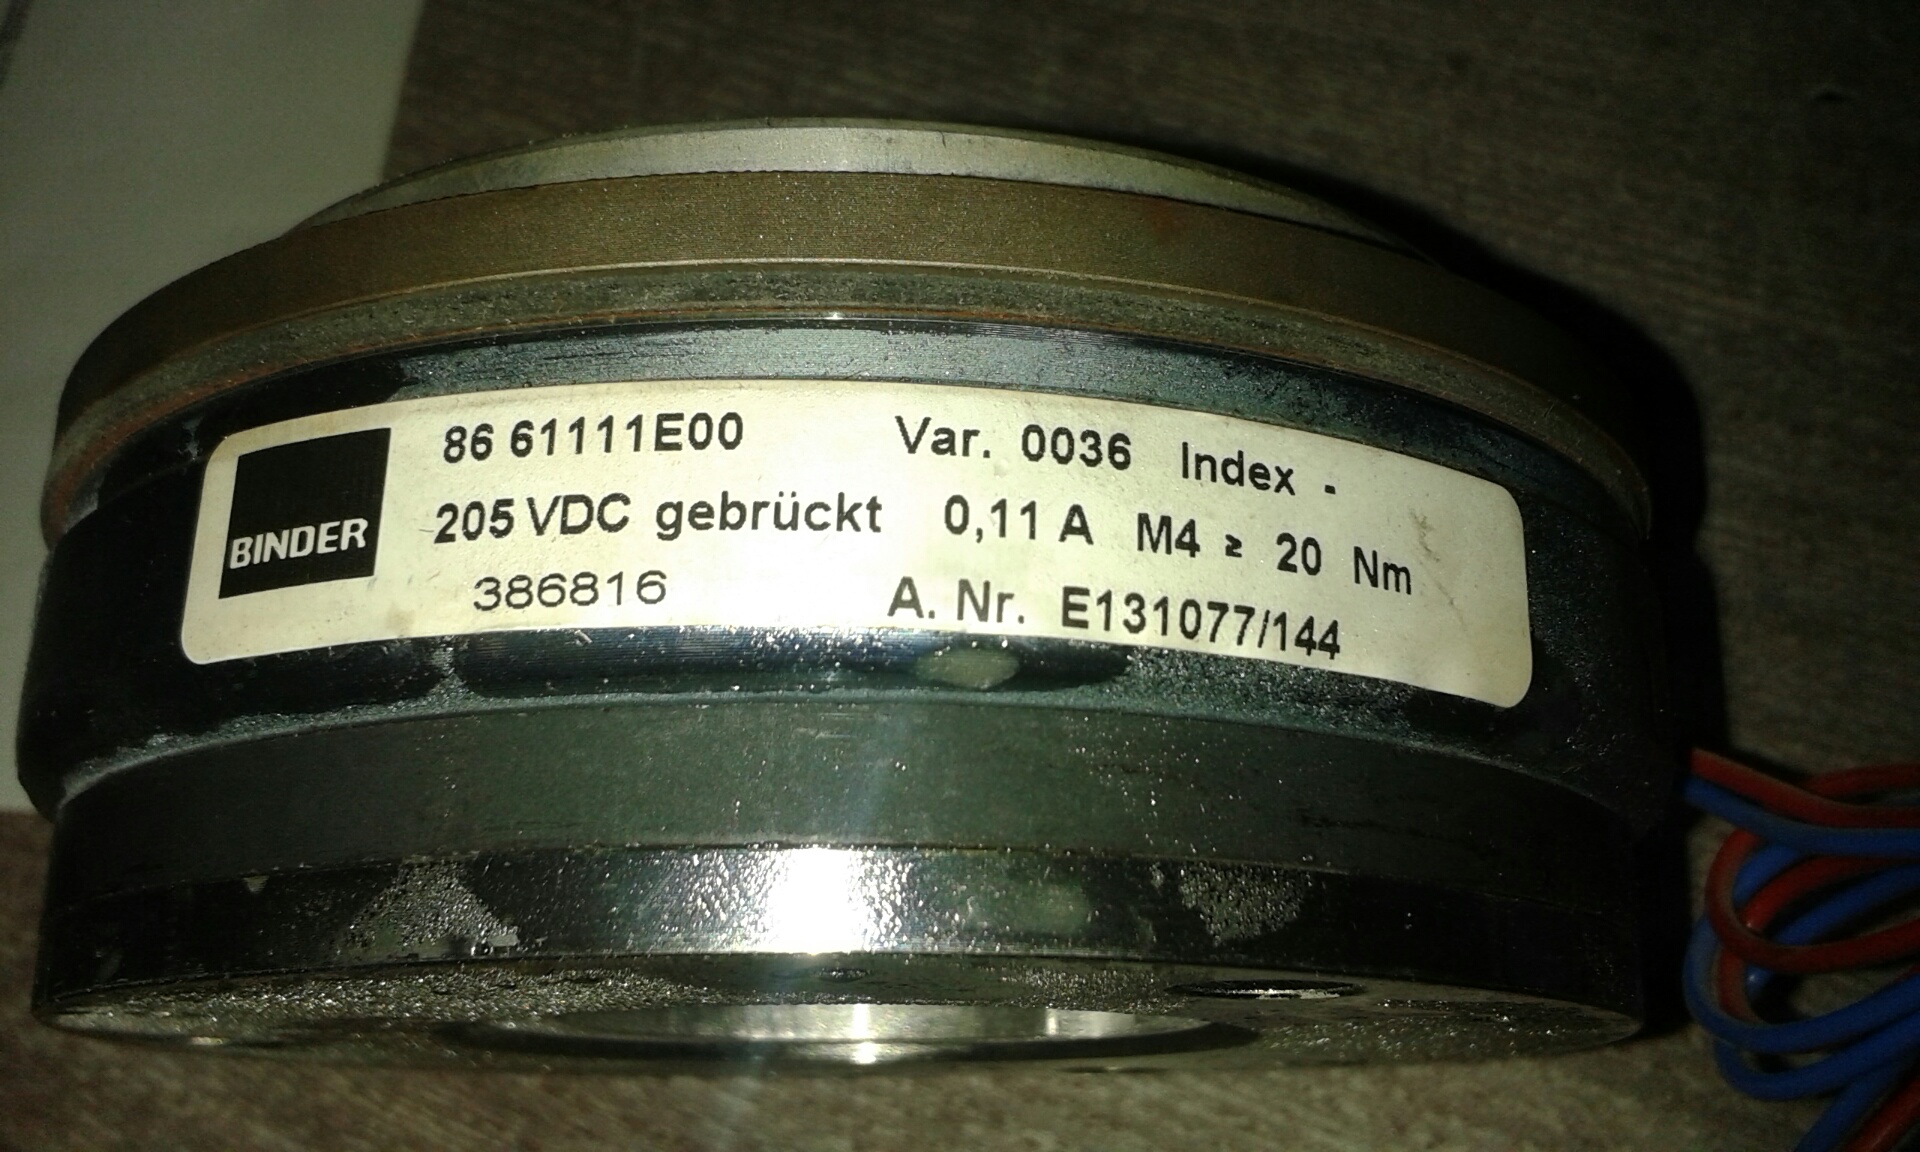 BINDER
86 61111E00 Var. 0036 Index -
205 VDC gebrückt 0,11 A M4 ≥ 20 Nm
386816 A. Nr. E131077/144